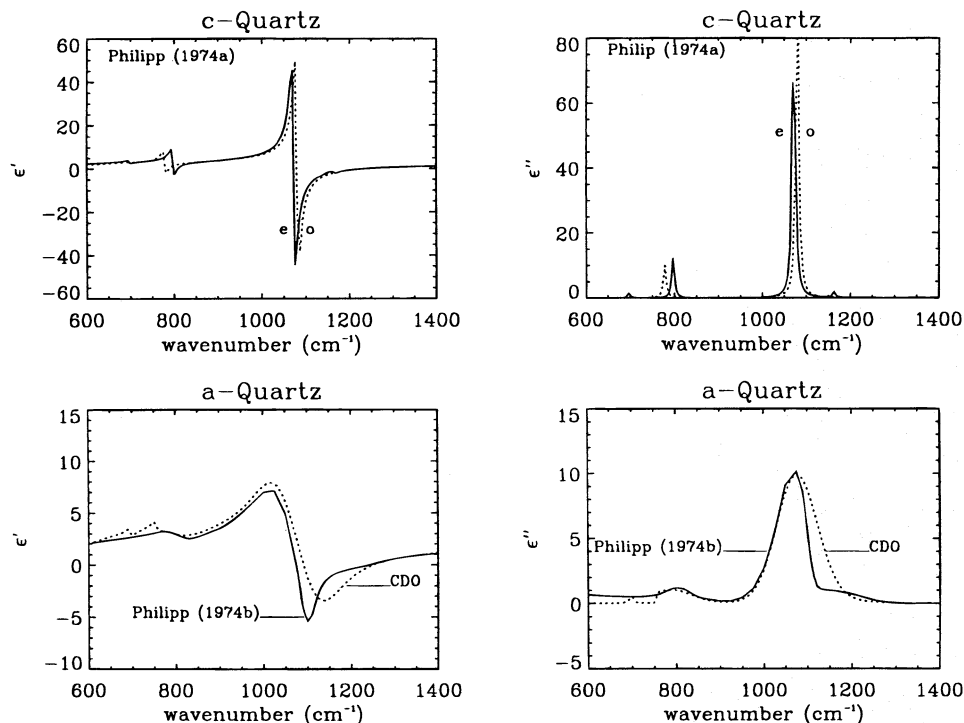 c-Quartz
Philipp (1974a)
60
40
20
0
-20
-40
-60
ϵ'
e o
600 800 1000 1200 1400
wavenumber (cm⁻¹)
c-Quartz
Philip (1974a)
80
60
40
20
0
ϵ''
e o
600 800 1000 1200 1400
wavenumber (cm⁻¹)
a-Quartz
15
10
5
0
-5
-10
ϵ'
CDO
Philipp (1974b)
600 800 1000 1200 1400
wavenumber (cm⁻¹)
a-Quartz
15
10
5
0
-5
ϵ''
Philipp (1974b)
CDO
600 800 1000 1200 1400
wavenumber (cm⁻¹)